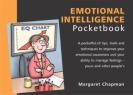 EMOTIONAL
INTELLIGENCE
Pocketbook
EQ CHART
A pocketful of tips, tools and
techniques to improve your
emotional awareness and your
ability to manage feelings –
yours and other people's
Margaret Chapman